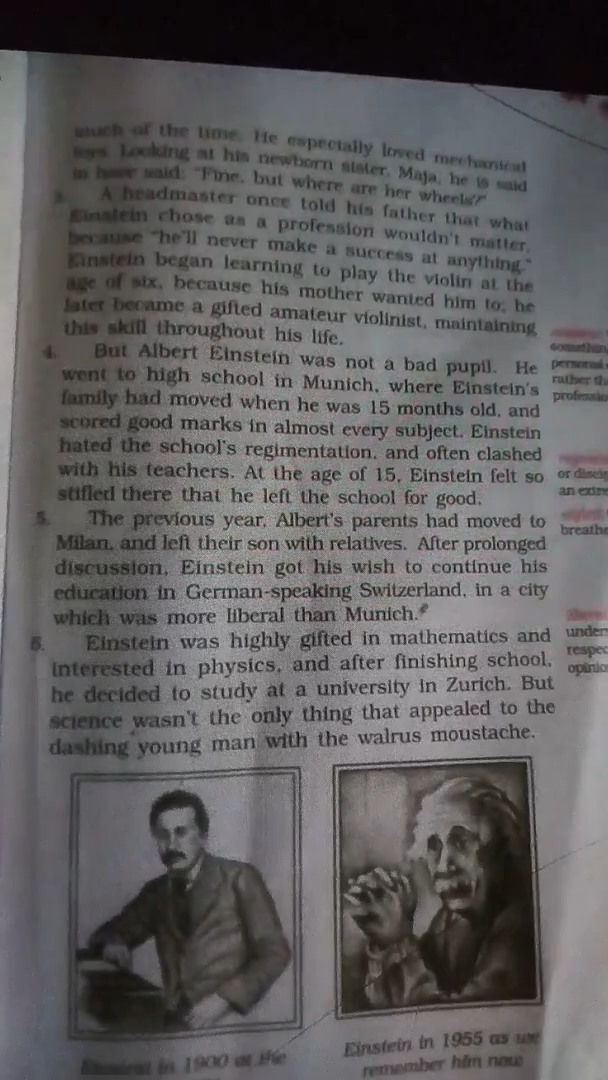 much of the time. He especially loved mechanical
toys. Looking at his newborn sister, Maja, he is said
to have said: "Fine, but where are her wheels?"
3. A headmaster once told his father that what
Einstein chose as a profession wouldn't matter,
because "he'll never make a success at anything."
Einstein began learning to play the violin at the
age of six, because his mother wanted him to; he
later became a gifted amateur violinist, maintaining
this skill throughout his life.
4. But Albert Einstein was not a bad pupil. He
went to high school in Munich, where Einstein's
family had moved when he was 15 months old, and
scored good marks in almost every subject. Einstein
hated the school's regimentation, and often clashed
with his teachers. At the age of 15, Einstein felt so
stifled there that he left the school for good.
5. The previous year, Albert's parents had moved to
Milan, and left their son with relatives. After prolonged
discussion, Einstein got his wish to continue his
education in German-speaking Switzerland, in a city
which was more liberal than Munich.
6. Einstein was highly gifted in mathematics and
interested in physics, and after finishing school,
he decided to study at a university in Zurich. But
science wasn't the only thing that appealed to the
dashing young man with the walrus moustache.
somethin
personal
rather th
professio
or discip
an extre
breathe
under
respec
opinio
Einstein in 1900 at the
Einstein in 1955 as we
remember him now